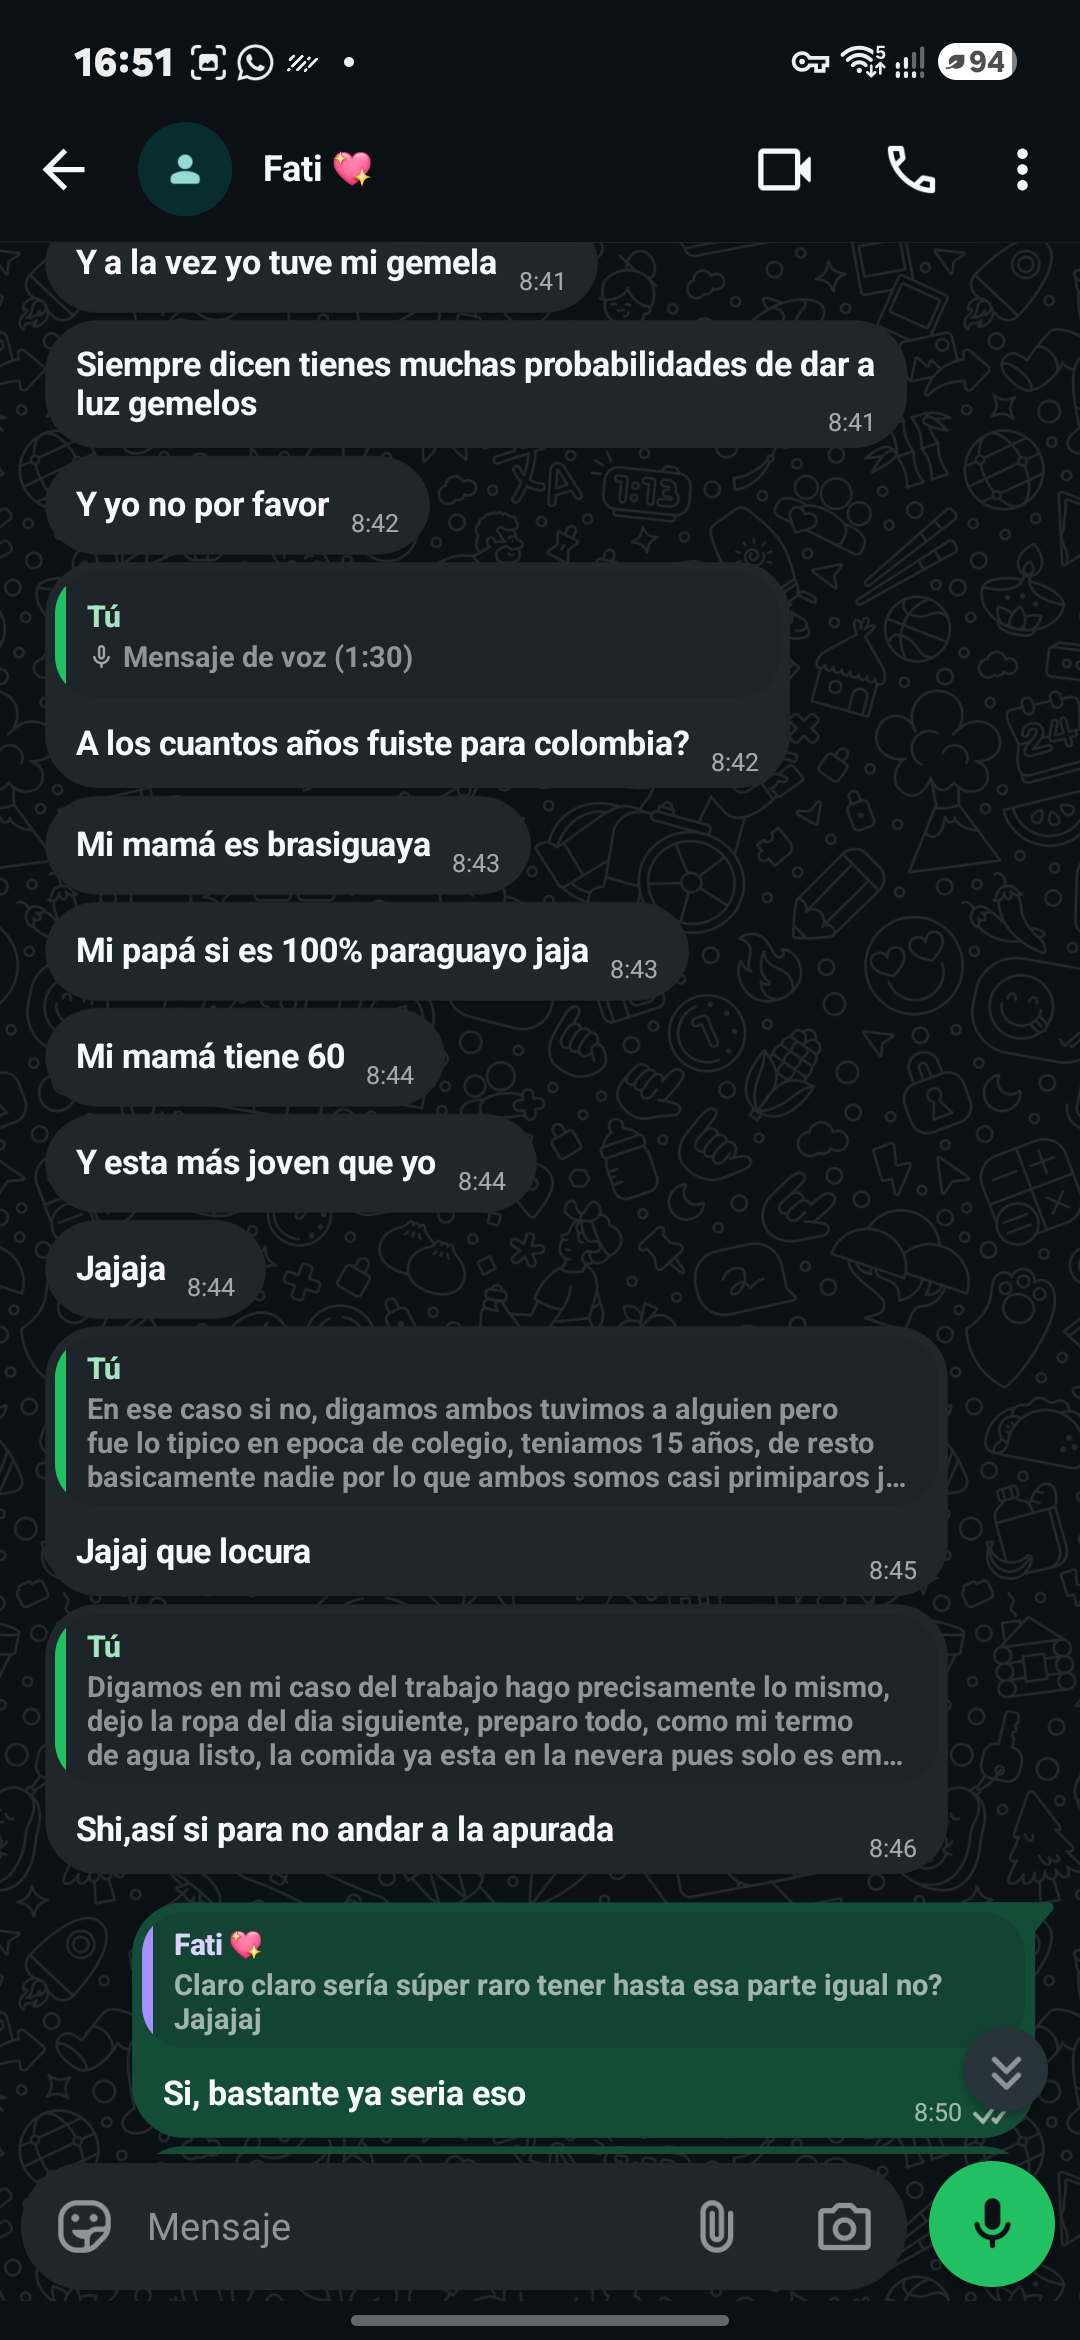 16:51
5
94
Fati 💖
Y a la vez yo tuve mi gemela
8:41
Siempre dicen tienes muchas probabilidades de dar a
luz gemelos
8:41
Y yo no por favor
8:42
Tú
Mensaje de voz (1:30)
A los cuantos años fuiste para colombia?
8:42
Mi mamá es brasiguaya
8:43
Mi papá si es 100% paraguayo jaja
8:43
Mi mamá tiene 60
8:44
Y esta más joven que yo
8:44
Jajaja
8:44
Tú
En ese caso si no, digamos ambos tuvimos a alguien pero
fue lo tipico en epoca de colegio, teniamos 15 años, de resto
basicamente nadie por lo que ambos somos casi primiparos j...
Jajaj que locura
8:45
Tú
Digamos en mi caso del trabajo hago precisamente lo mismo,
dejo la ropa del dia siguiente, preparo todo, como mi termo
de agua listo, la comida ya esta en la nevera pues solo es em...
Shi,así si para no andar a la apurada
8:46
Fati 💖
Claro claro sería súper raro tener hasta esa parte igual no?
Jajajaj
Si, bastante ya seria eso
8:50
Mensaje